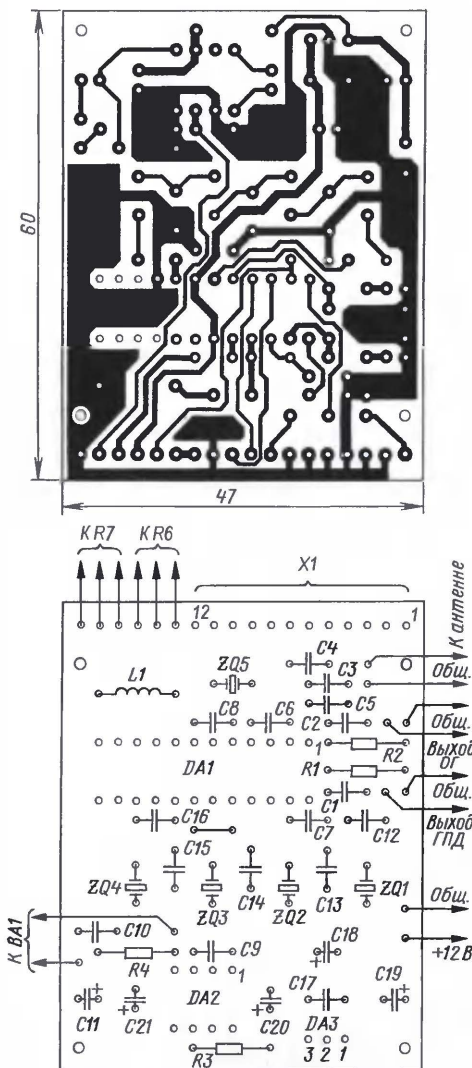 60
47
К R7 К R6 X1
12 1
К антенне
C4
ZQ5 C3 Общ.
L1
C5
C8 C6 C2 Общ.
1 R2 Выход
DA1 R1 ОГ
Общ.
C1
C16 C7 C12 Выход
ГПД
C15
ZQ4 ZQ3 C14 ZQ2 C13 ZQ1
Общ.
К BA1
C10 C9 C18 +12 В
R4 + 
1 C17 C19 +
+ DA2 DA3
C11 C21 + + C20
R3 3 2 1